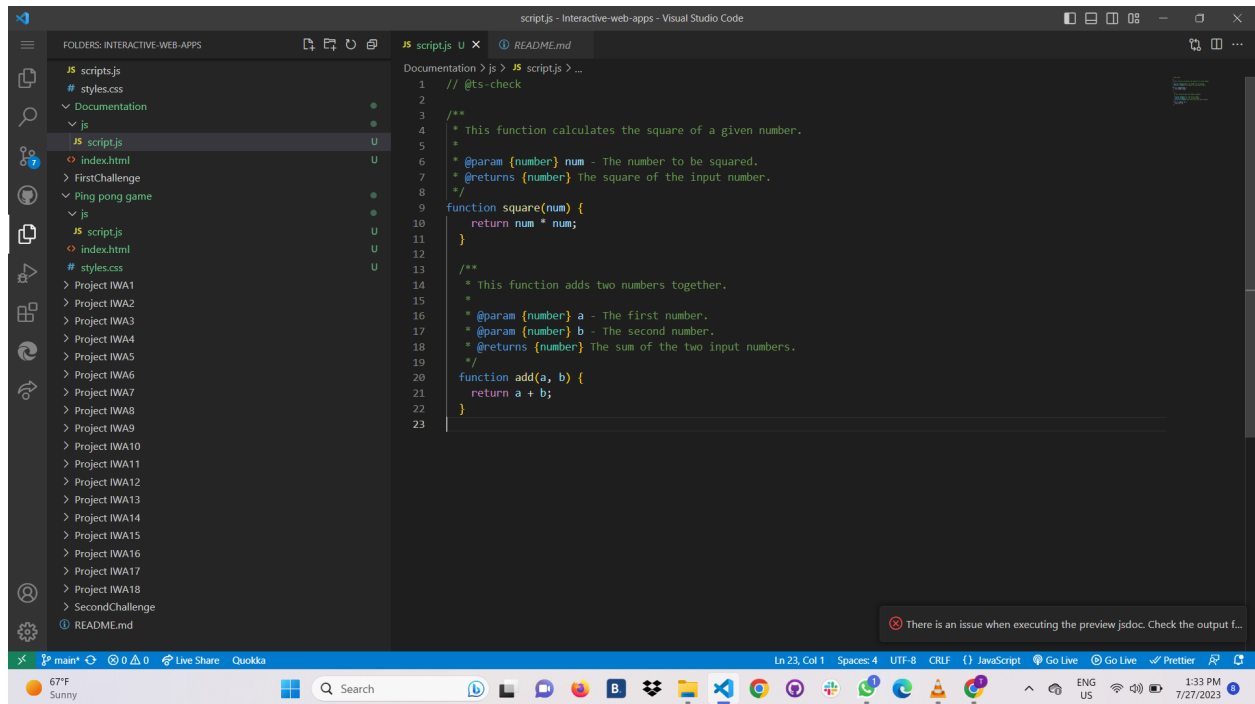 script.js - Interactive-web-apps - Visual Studio Code
FOLDERS: INTERACTIVE-WEB-APPS
JS scripts.js
# styles.css
Documentation
js
JS script.js U
<> index.html U
FirstChallenge
Ping pong game
js
JS script.js U
<> index.html U
# styles.css U
Project IWA1
Project IWA2
Project IWA3
Project IWA4
Project IWA5
Project IWA6
Project IWA7
Project IWA8
Project IWA9
Project IWA10
Project IWA11
Project IWA12
Project IWA13
Project IWA14
Project IWA15
Project IWA16
Project IWA17
Project IWA18
SecondChallenge
README.md
7
JS script.js U X README.md
Documentation > js > JS script.js > ...
1 // @ts-check
2
3 /**
4 * This function calculates the square of a given number.
5 *
6 * @param {number} num - The number to be squared.
7 * @returns {number} The square of the input number.
8 */
9 function square(num) {
10 return num * num;
11 }
12
13 /**
14 * This function adds two numbers together.
15 *
16 * @param {number} a - The first number.
17 * @param {number} b - The second number.
18 * @returns {number} The sum of the two input numbers.
19 */
20 function add(a, b) {
21 return a + b;
22 }
23
There is an issue when executing the preview jsdoc. Check the output f...
main* 0 0 Live Share Quokka Ln 23, Col 1 Spaces: 4 UTF-8 CRLF {} JavaScript Go Live Go Live Prettier
67°F
Sunny
Search
B.
1
T
ENG
US
1:33 PM
7/27/2023
8